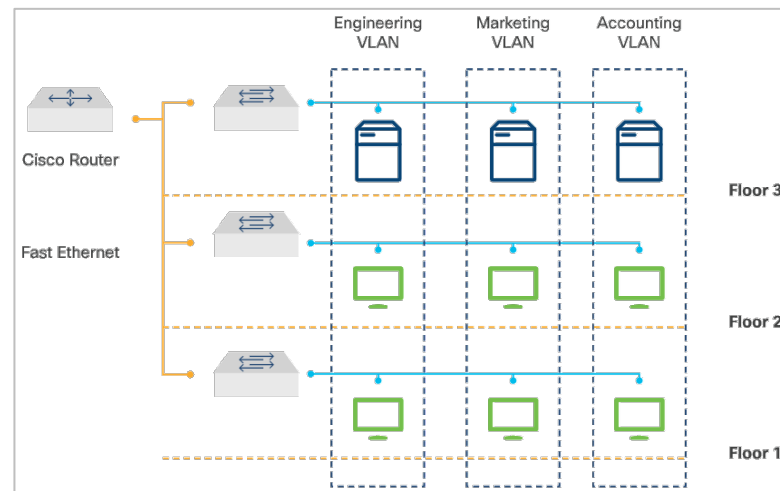 Engineering
VLAN
Marketing
VLAN
Accounting
VLAN
Cisco Router
Floor 3
Fast Ethernet
Floor 2
Floor 1